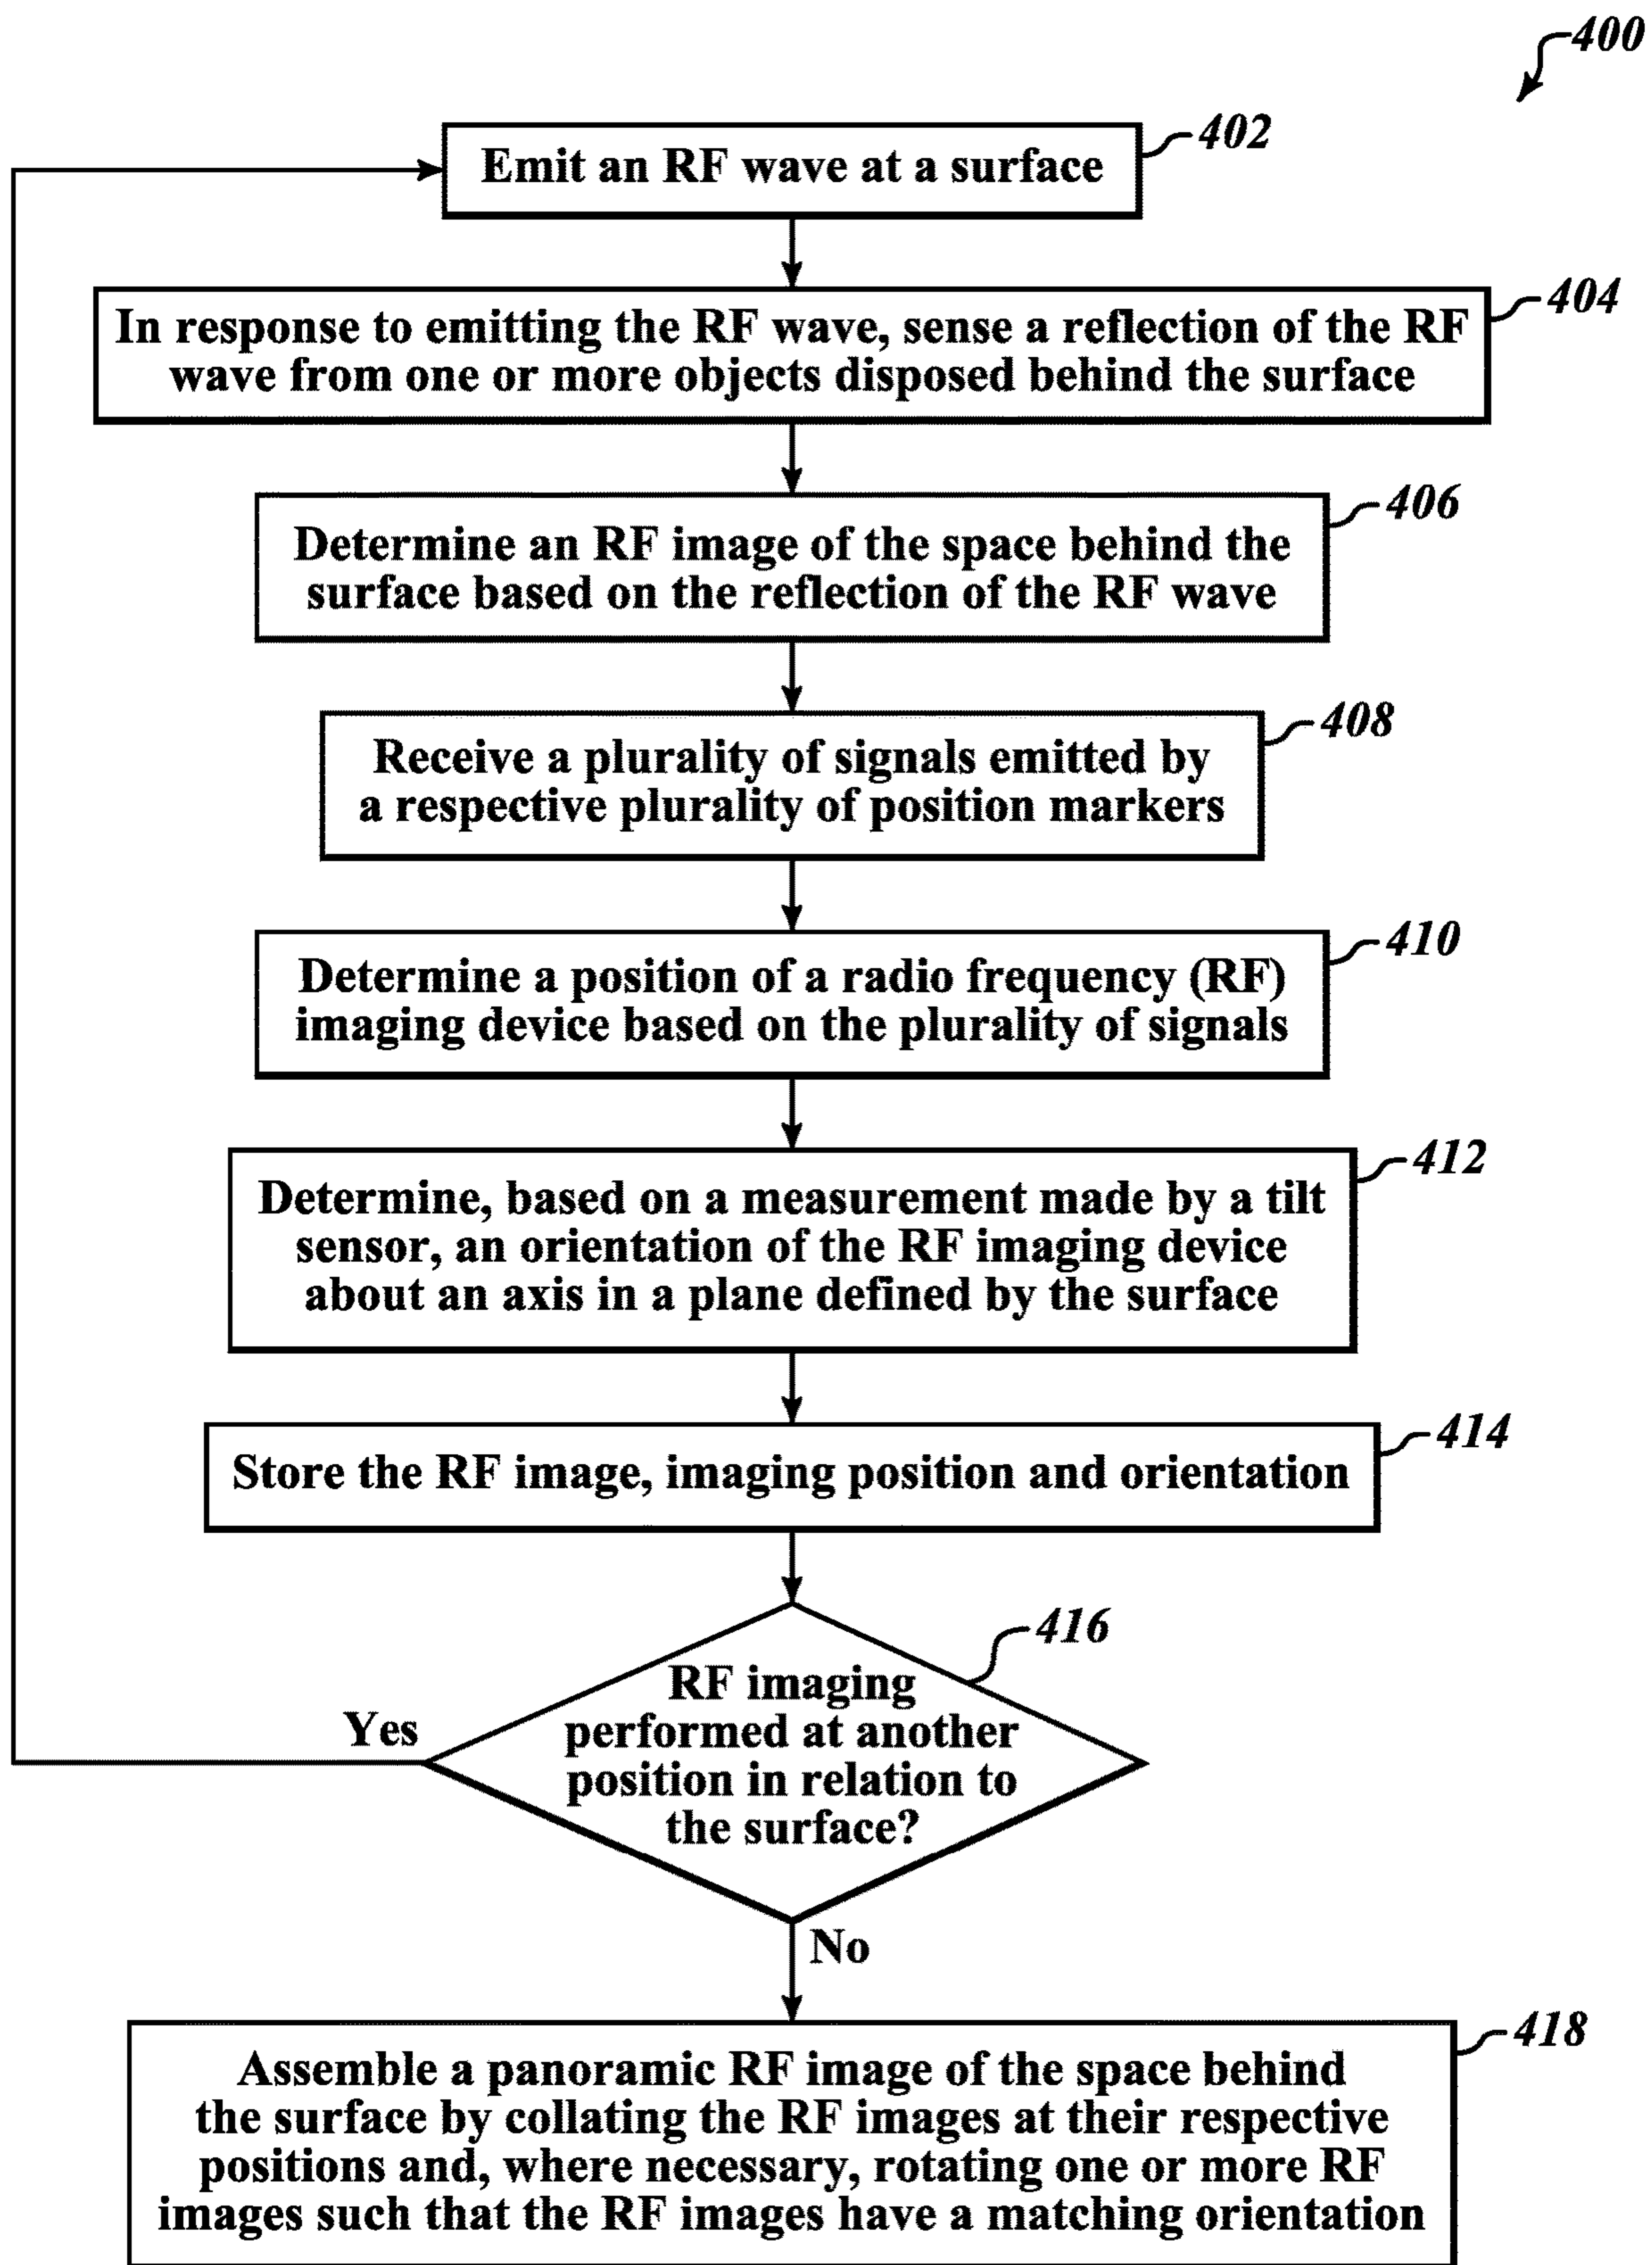 400
402
Emit an RF wave at a surface
404
In response to emitting the RF wave, sense a reflection of the RF
wave from one or more objects disposed behind the surface
406
Determine an RF image of the space behind the
surface based on the reflection of the RF wave
408
Receive a plurality of signals emitted by
a respective plurality of position markers
410
Determine a position of a radio frequency (RF)
imaging device based on the plurality of signals
412
Determine, based on a measurement made by a tilt
sensor, an orientation of the RF imaging device
about an axis in a plane defined by the surface
414
Store the RF image, imaging position and orientation
416
RF imaging
performed at another
position in relation to
the surface?
Yes
No
418
Assemble a panoramic RF image of the space behind
the surface by collating the RF images at their respective
positions and, where necessary, rotating one or more RF
images such that the RF images have a matching orientation